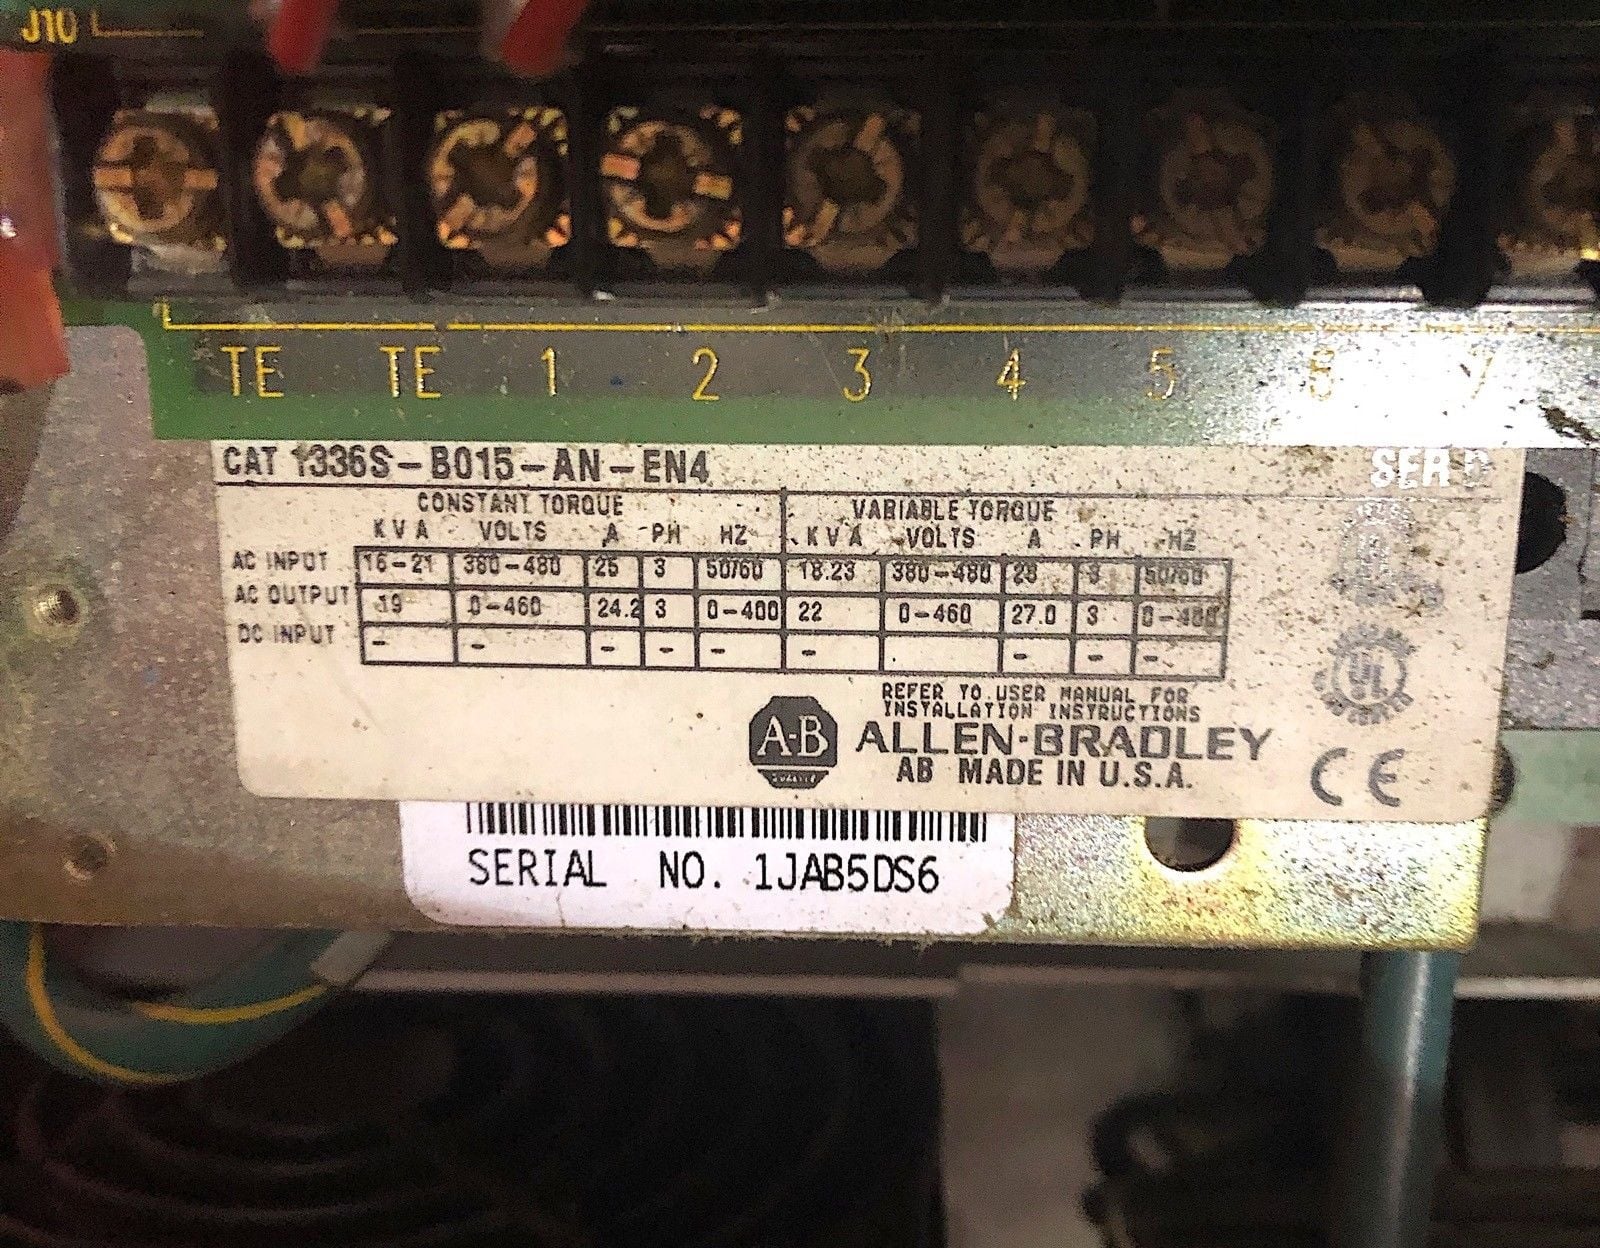 J10
TE TE 1 2 3 4 5 6 7
CAT 1336S-B015-AN-EN4 SER
CONSTANT TORQUE VARIABLE TORQUE
KVA VOLTS A PH HZ KVA VOLTS A PH HZ
AC INPUT 16-21 380-480 25 3 50/60 18.23 380-480 28 3 50/60
AC OUTPUT 19 0-460 24.2 3 0-400 22 0-460 27.0 3 0-400
DC INPUT - - - - - - - - -
REFER TO USER MANUAL FOR
INSTALLATION INSTRUCTIONS
A-B ALLEN-BRADLEY
AB MADE IN U.S.A.
UL
CE
SERIAL NO. 1JAB5DS6